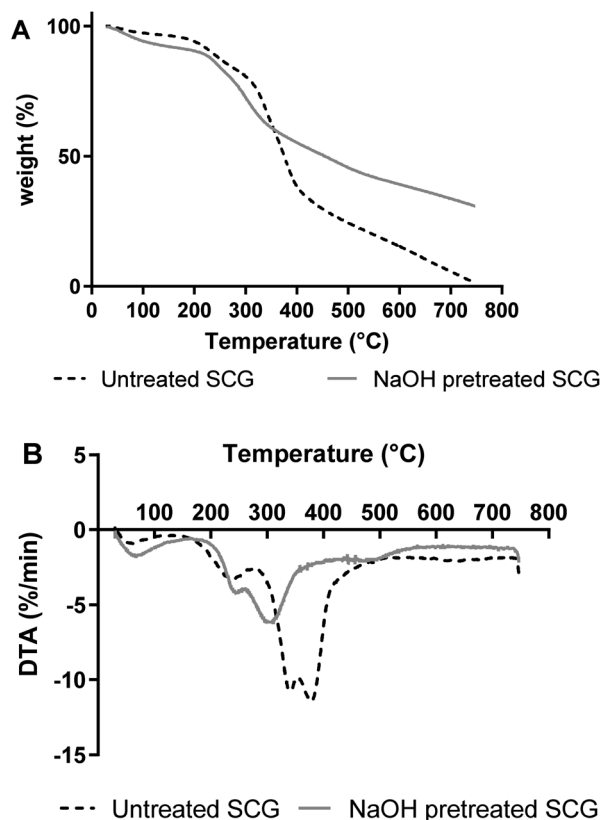 A
100
50
0
weight (%)
0 100 200 300 400 500 600 700 800
Temperature (°C)
Untreated SCG NaOH pretreated SCG
B
Temperature (°C)
5
100 200 300 400 500 600 700 800
0
-5
-10
-15
DTA (%/min)
Untreated SCG NaOH pretreated SCG